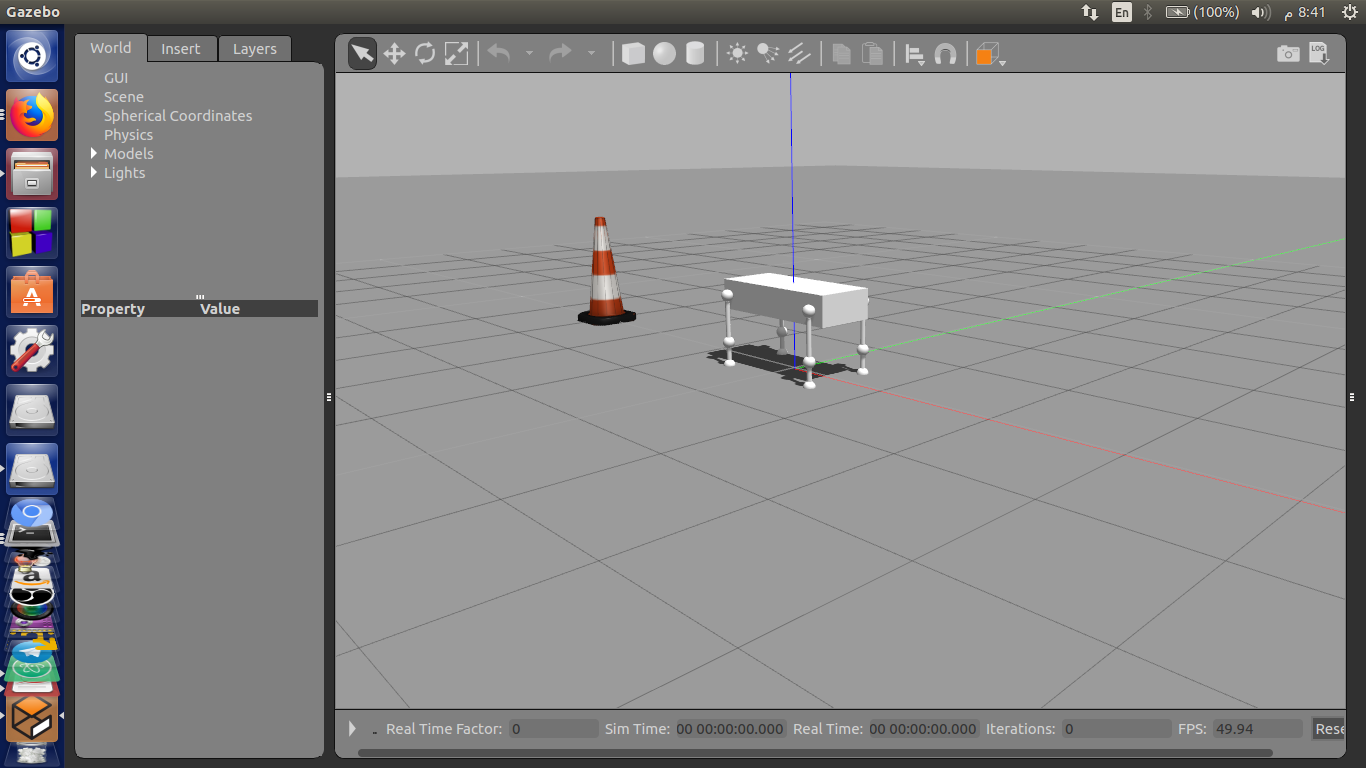 Gazebo
En
(100%)
8:41 م
World
Insert
Layers
GUI
Scene
Spherical Coordinates
Physics
Models
Lights
Property Value
LOG
Real Time Factor: 0 Sim Time: 00 00:00:00.000 Real Time: 00 00:00:00.000 Iterations: 0 FPS: 49.94 Rese